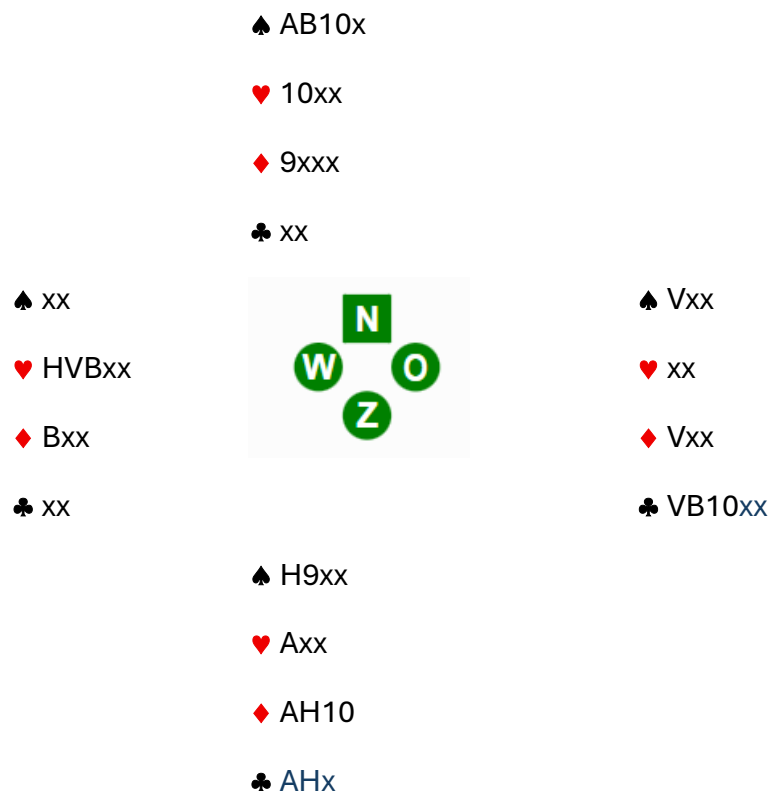 ♠ AB10x
♥ 10xx
♦ 9xxx
♣ xx
♠ xx
♥ HVBxx
♦ Bxx
♣ xx
N
W O
Z
♠ Vxx
♥ xx
♦ Vxx
♣ VB10xx
♠ H9xx
♥ Axx
♦ AH10
♣ AHx